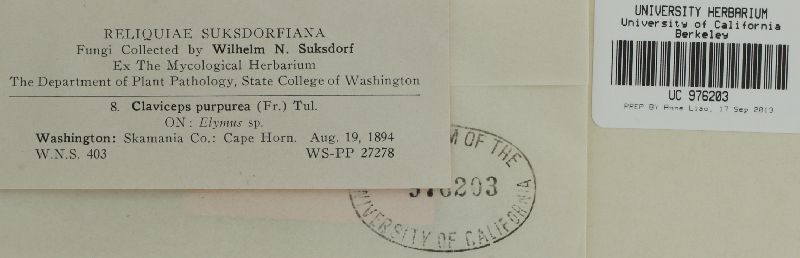 RELIQUIAE SUKSDORFIANA
Fungi Collected by Wilhelm N. Suksdorf
Ex The Mycological Herbarium
The Department of Plant Pathology, State College of Washington
8. Claviceps purpurea (Fr.) Tul.
ON: Elymus sp.
Washington: Skamania Co.: Cape Horn. Aug. 19, 1894
W.N.S. 403 WS-PP 27278
UNIVERSITY HERBARIUM
University of California
Berkeley
UC 976203
PREP BY Anne Liao, 17 Sep 2013
M OF THE
976203
UNIVERSITY OF CALIFORNIA